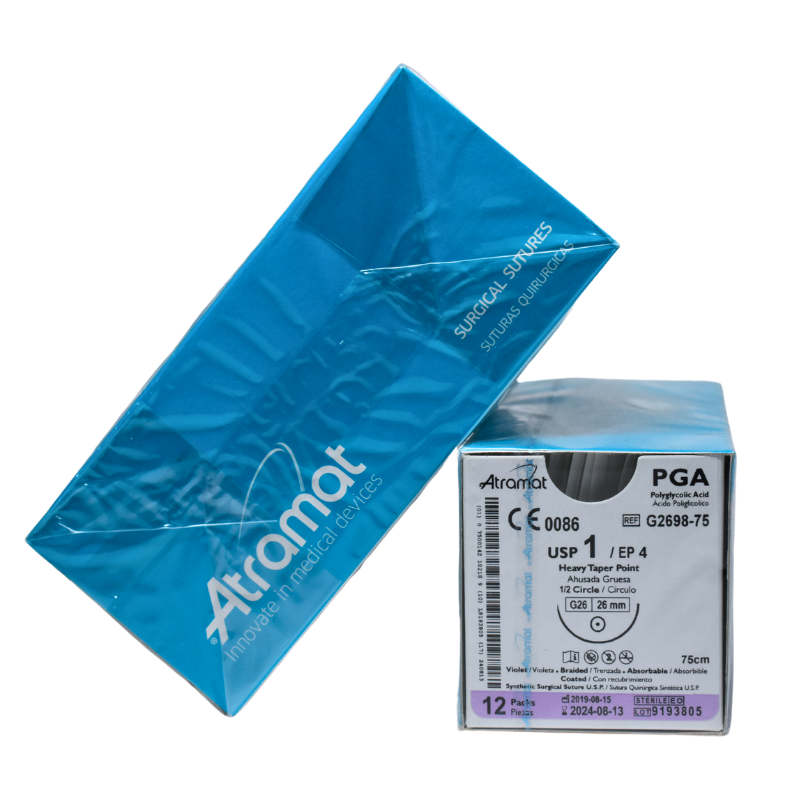 SURGICAL SUTURES
SUTURAS QUIRURGICAS
Atramat
®
Innovate in medical devices
Atramat
PGA
Polyglycolic Acid
Acido Poliglicolico
CE 0086
REF G2698-75
USP 1 / EP 4
Heavy Taper Point
Ahusada Gruesa
1/2 Circle / Circulo
G26 26 mm
75cm
Violet / Violeta • Braided / Trenzada • Absorbable / Absorbible
Coated / Con recubrimiento
Synthetic Surgical Suture U.S.P. / Sutura Quirúrgica Sintética U.S.P.
12 Packs
Piezas
2019-08-15
2024-08-13
STERILE EO
LOT 9193805
Atramat